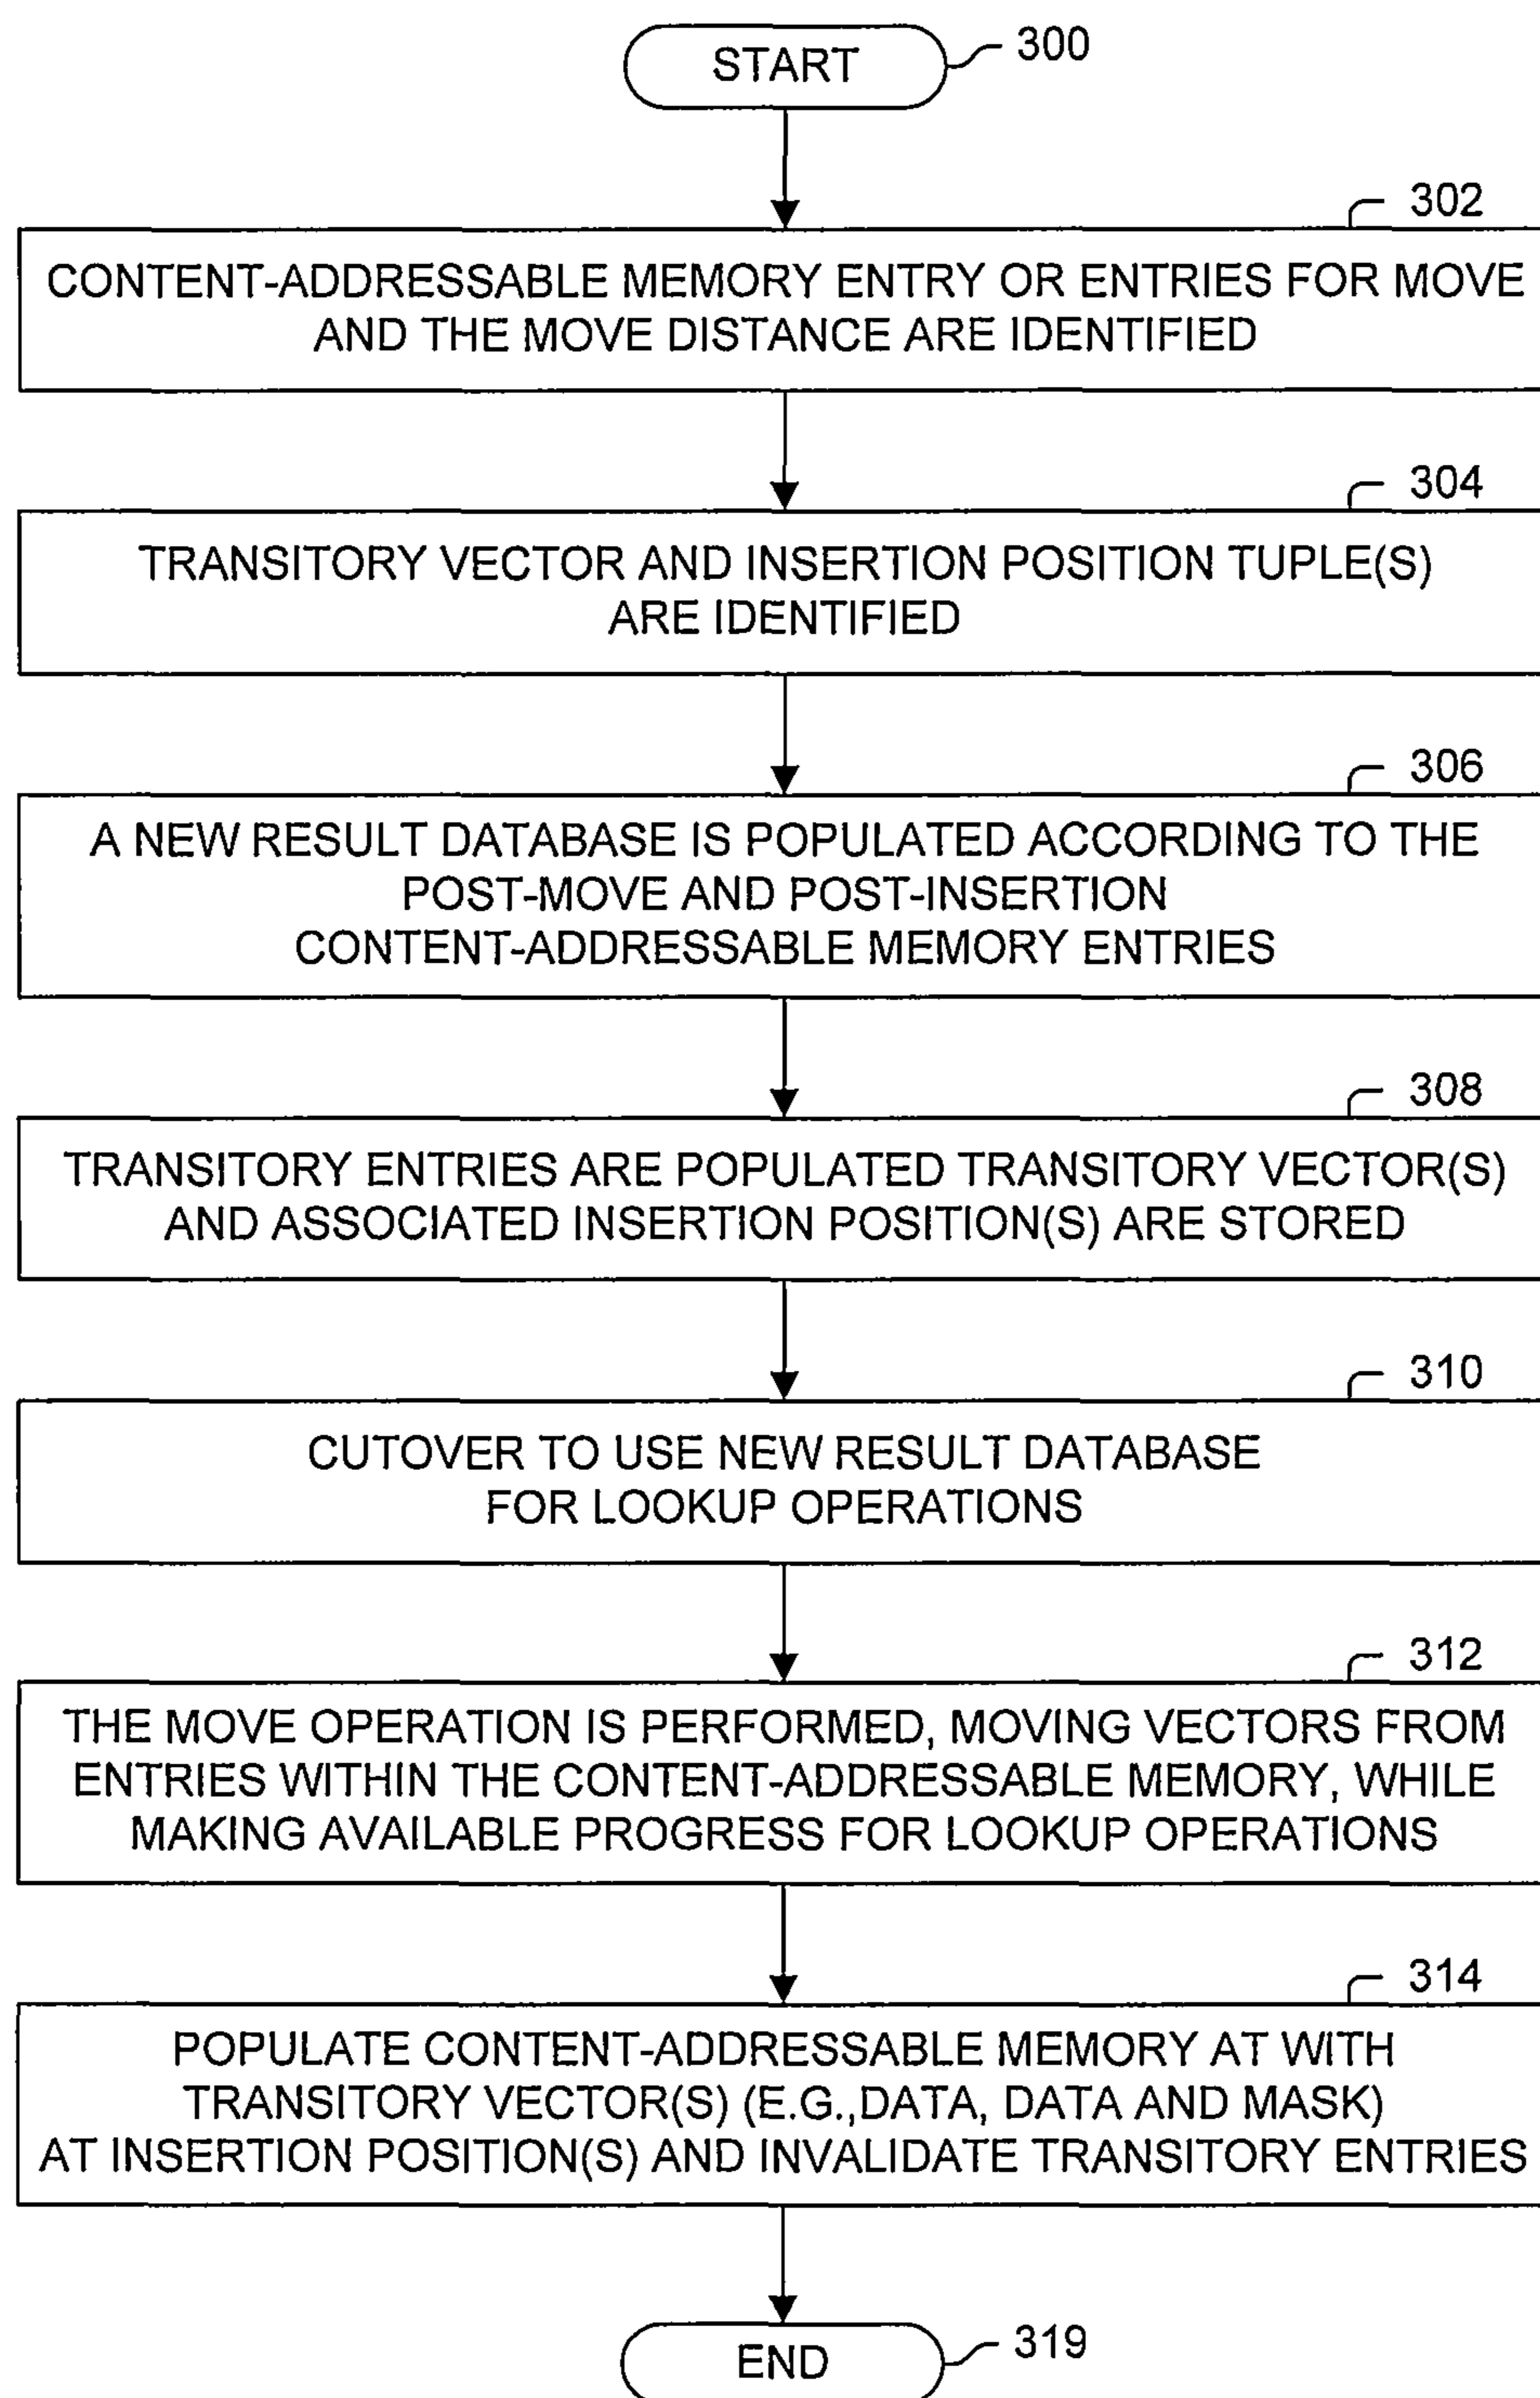 START
300
302
CONTENT-ADDRESSABLE MEMORY ENTRY OR ENTRIES FOR MOVE
AND THE MOVE DISTANCE ARE IDENTIFIED
304
TRANSITORY VECTOR AND INSERTION POSITION TUPLE(S)
ARE IDENTIFIED
306
A NEW RESULT DATABASE IS POPULATED ACCORDING TO THE
POST-MOVE AND POST-INSERTION
CONTENT-ADDRESSABLE MEMORY ENTRIES
308
TRANSITORY ENTRIES ARE POPULATED TRANSITORY VECTOR(S)
AND ASSOCIATED INSERTION POSITION(S) ARE STORED
310
CUTOVER TO USE NEW RESULT DATABASE
FOR LOOKUP OPERATIONS
312
THE MOVE OPERATION IS PERFORMED, MOVING VECTORS FROM
ENTRIES WITHIN THE CONTENT-ADDRESSABLE MEMORY, WHILE
MAKING AVAILABLE PROGRESS FOR LOOKUP OPERATIONS
314
POPULATE CONTENT-ADDRESSABLE MEMORY AT WITH
TRANSITORY VECTOR(S) (E.G.,DATA, DATA AND MASK)
AT INSERTION POSITION(S) AND INVALIDATE TRANSITORY ENTRIES
END
319